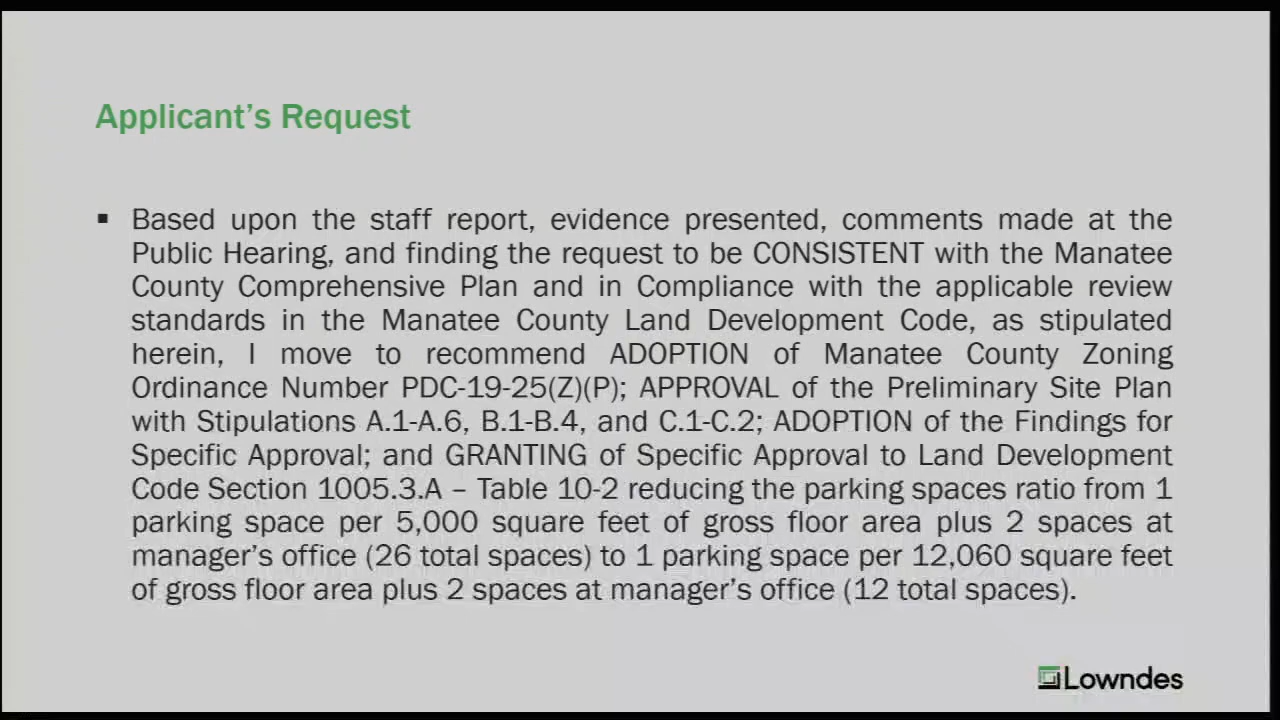 Applicant’s Request
▪ Based upon the staff report, evidence presented, comments made at the
Public Hearing, and finding the request to be CONSISTENT with the Manatee
County Comprehensive Plan and in Compliance with the applicable review
standards in the Manatee County Land Development Code, as stipulated
herein, I move to recommend ADOPTION of Manatee County Zoning
Ordinance Number PDC-19-25(Z)(P); APPROVAL of the Preliminary Site Plan
with Stipulations A.1-A.6, B.1-B.4, and C.1-C.2; ADOPTION of the Findings for
Specific Approval; and GRANTING of Specific Approval to Land Development
Code Section 1005.3.A – Table 10-2 reducing the parking spaces ratio from 1
parking space per 5,000 square feet of gross floor area plus 2 spaces at
manager’s office (26 total spaces) to 1 parking space per 12,060 square feet
of gross floor area plus 2 spaces at manager’s office (12 total spaces).
Lowndes